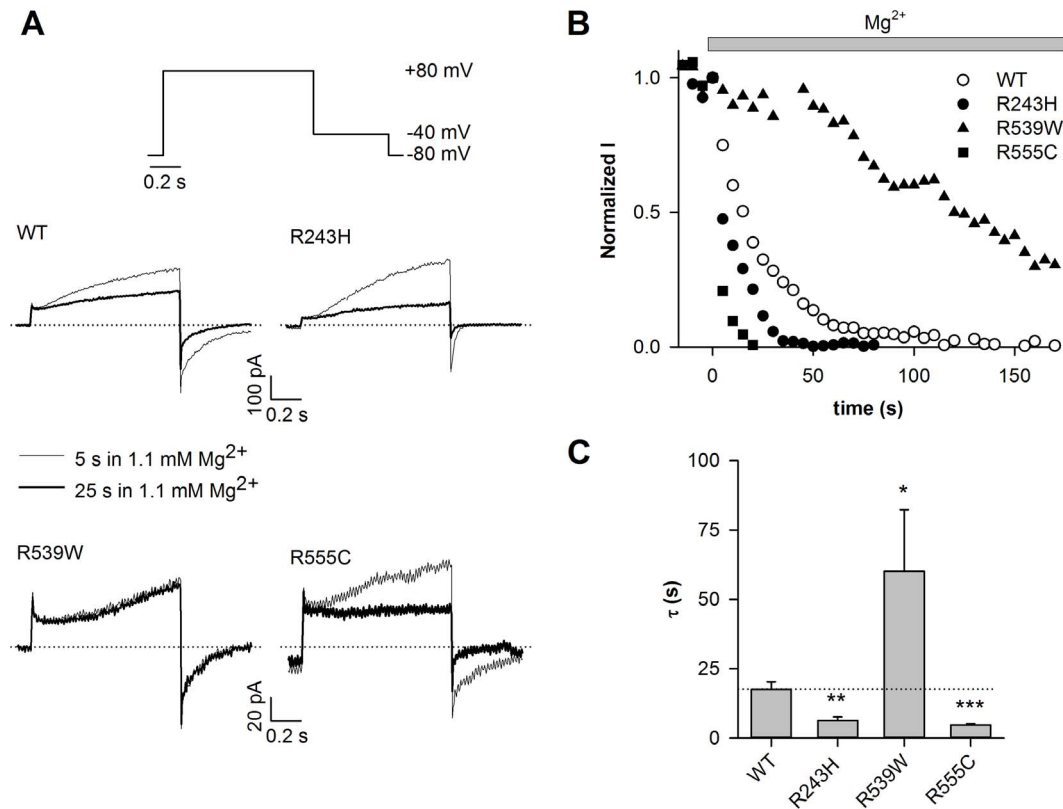 A
+80 mV
-40 mV
-80 mV
0.2 s
WT
R243H
100 pA
0.2 s
5 s in 1.1 mM Mg2+
25 s in 1.1 mM Mg2+
R539W
R555C
20 pA
0.2 s
B
Mg2+
Normalized I
1.0
0.5
0.0
WT
R243H
R539W
R555C
0
50
100
150
time (s)
C
τ (s)
100
75
50
25
0
*
**
***
WT
R243H
R539W
R555C